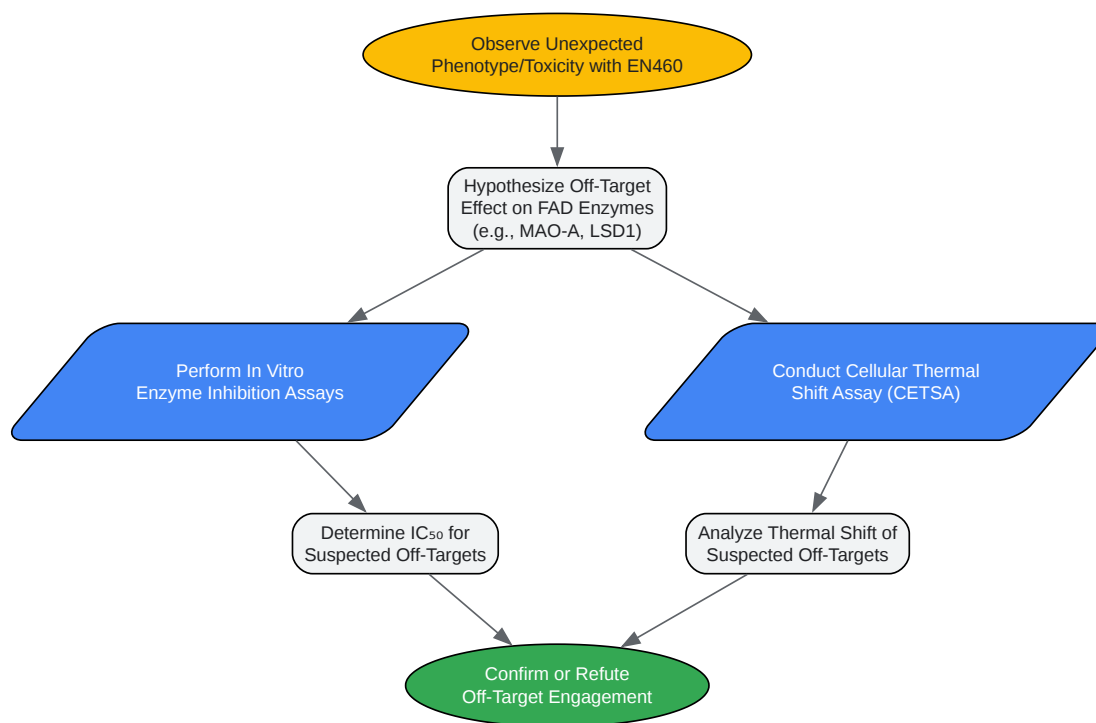 Observe Unexpected
Phenotype/Toxicity with EN460
Hypothesize Off-Target
Effect on FAD Enzymes
(e.g., MAO-A, LSD1)
Perform In Vitro
Enzyme Inhibition Assays
Conduct Cellular Thermal
Shift Assay (CETSA)
Determine IC₅₀ for
Suspected Off-Targets
Analyze Thermal Shift of
Suspected Off-Targets
Confirm or Refute
Off-Target Engagement